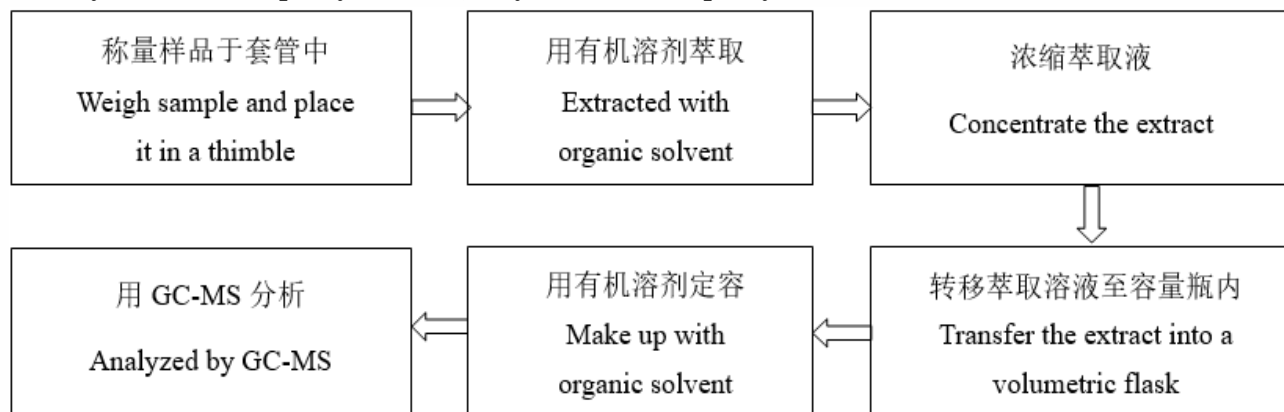 称量样品于套管中
Weigh sample and place
it in a thimble
用有机溶剂萃取
Extracted with
organic solvent
浓缩萃取液
Concentrate the extract
转移萃取溶液至容量瓶内
Transfer the extract into a
volumetric flask
用有机溶剂定容
Make up with
organic solvent
用 GC-MS 分析
Analyzed by GC-MS